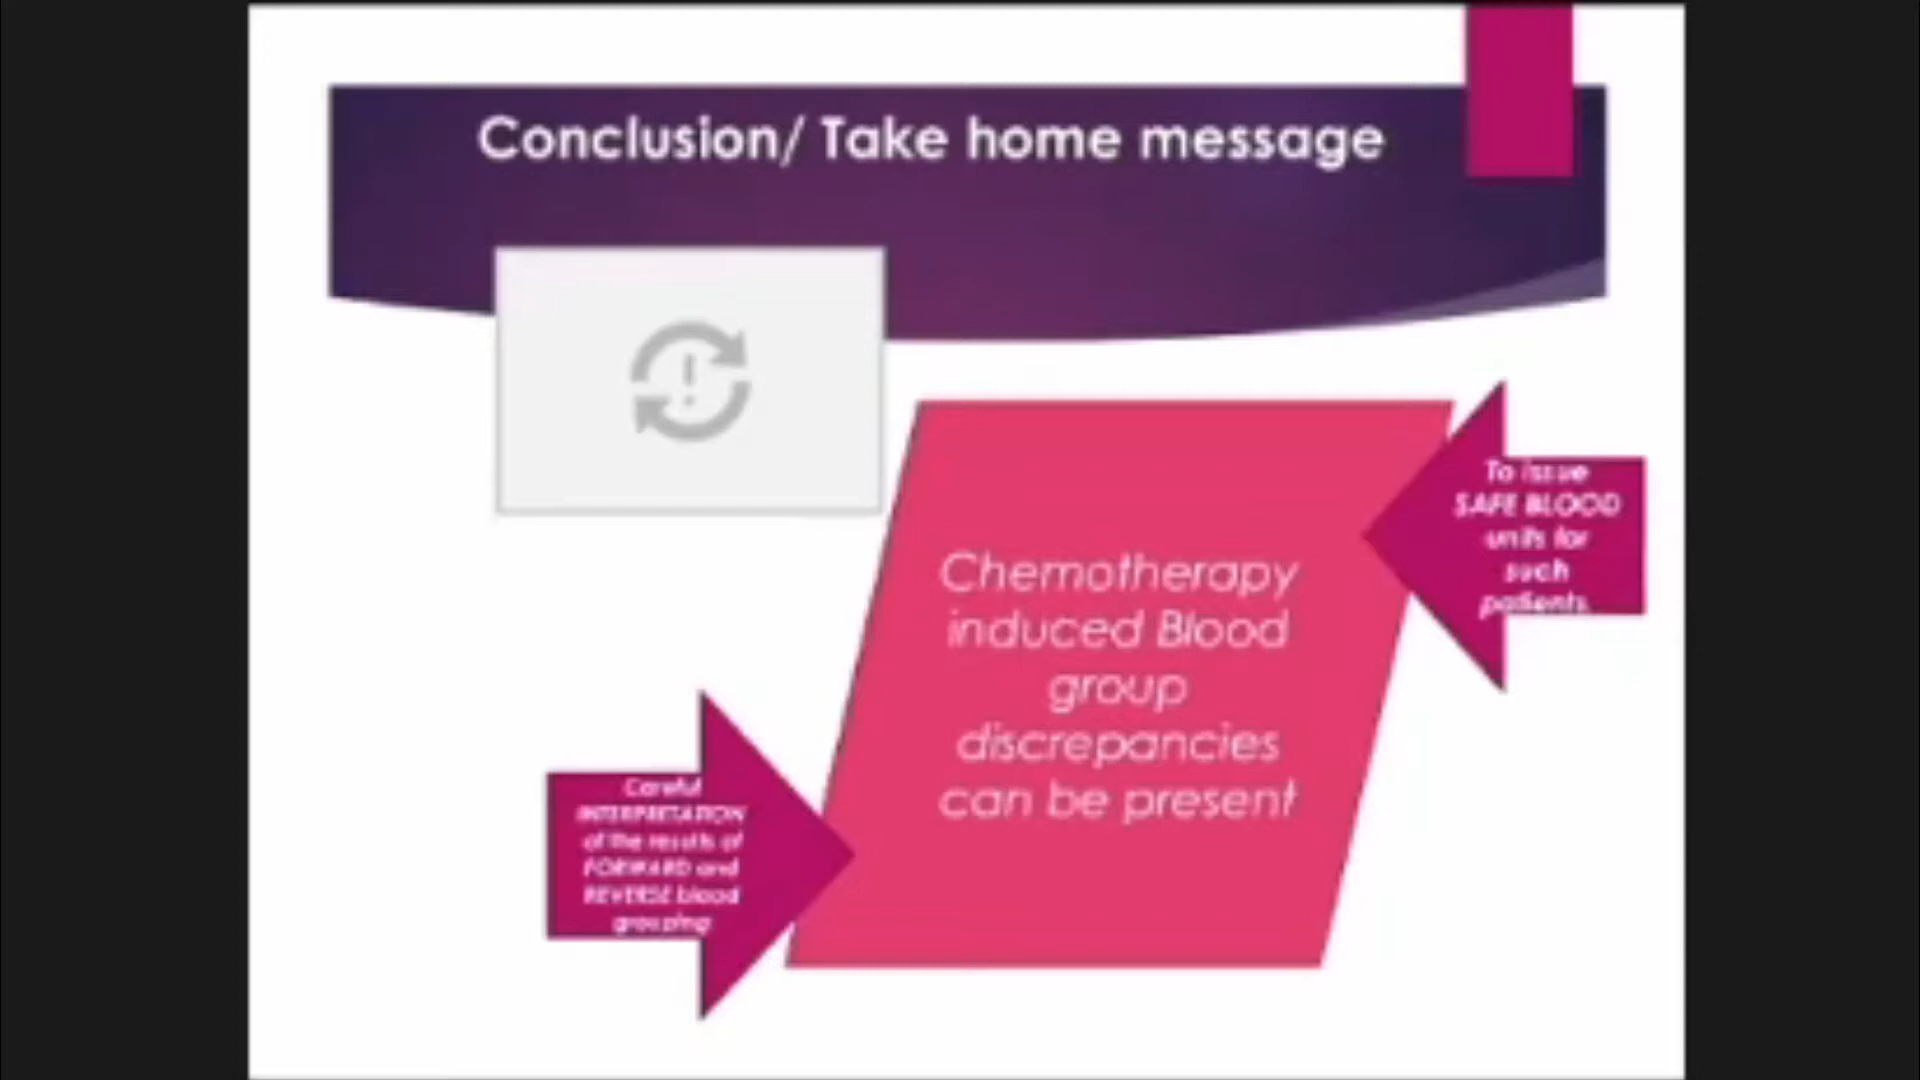 Conclusion/ Take home message
To issue
SAFE BLOOD
units for
such
patients.
Chemotherapy
induced Blood
group
discrepancies
can be present
Careful
INTERPRETATION
of the results of
FORWARD and
REVERSE blood
grouping